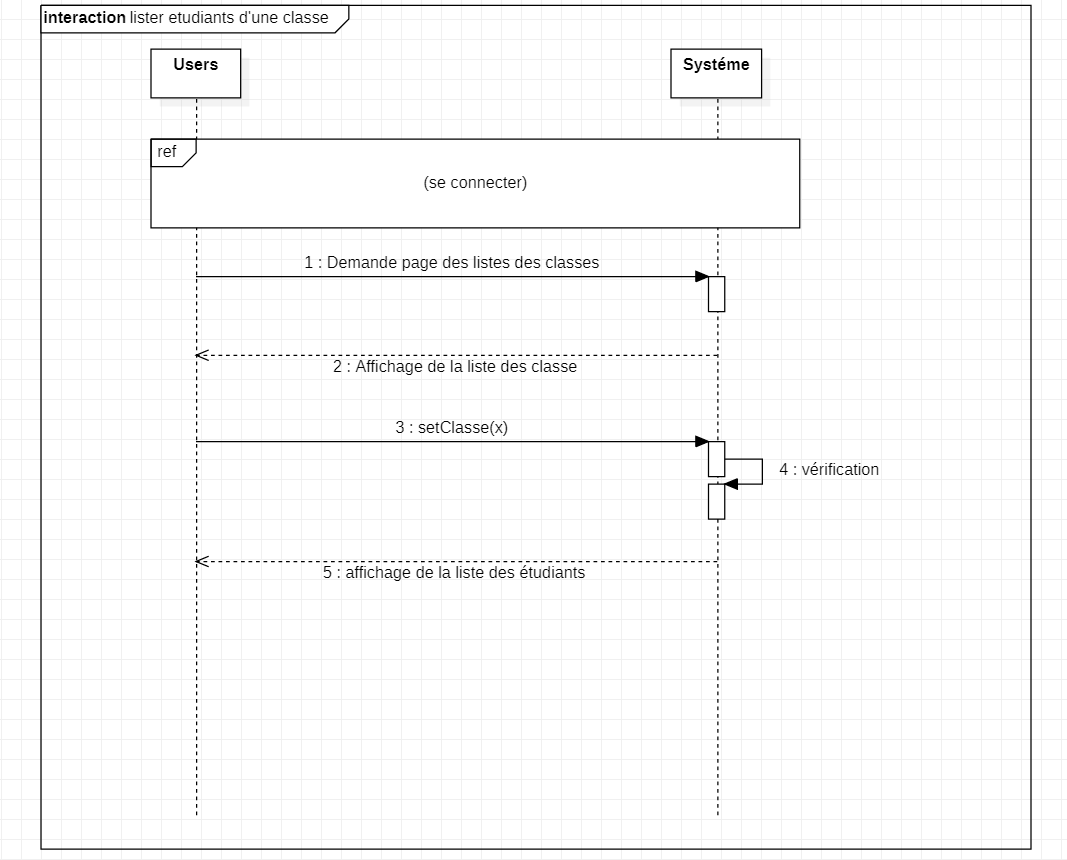 interaction lister etudiants d'une classe
Users
Systéme
ref
(se connecter)
1 : Demande page des listes des classes
2 : Affichage de la liste des classe
3 : setClasse(x)
4 : vérification
5 : affichage de la liste des étudiants